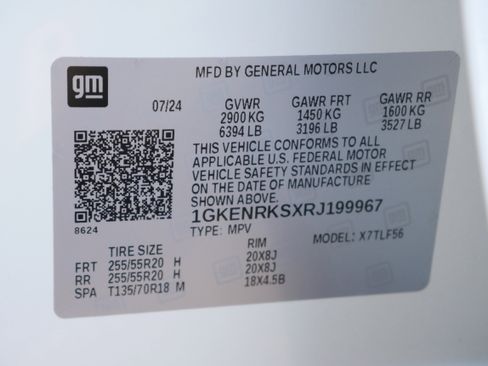 gm
MFD BY GENERAL MOTORS LLC
07/24 GVWR GAWR FRT GAWR RR
2900 KG 1450 KG 1600 KG
6394 LB 3196 LB 3527 LB
THIS VEHICLE CONFORMS TO ALL
APPLICABLE U.S. FEDERAL MOTOR
VEHICLE SAFETY STANDARDS IN EFFECT
ON THE DATE OF MANUFACTURE
SHOWN ABOVE.
1GKENRKSXRJ199967
8624 TYPE: MPV MODEL: X7TLF56
TIRE SIZE RIM
FRT 255/55R20 H 20X8J
RR 255/55R20 H 20X8J
SPA T135/70R18 M 18X4.5B